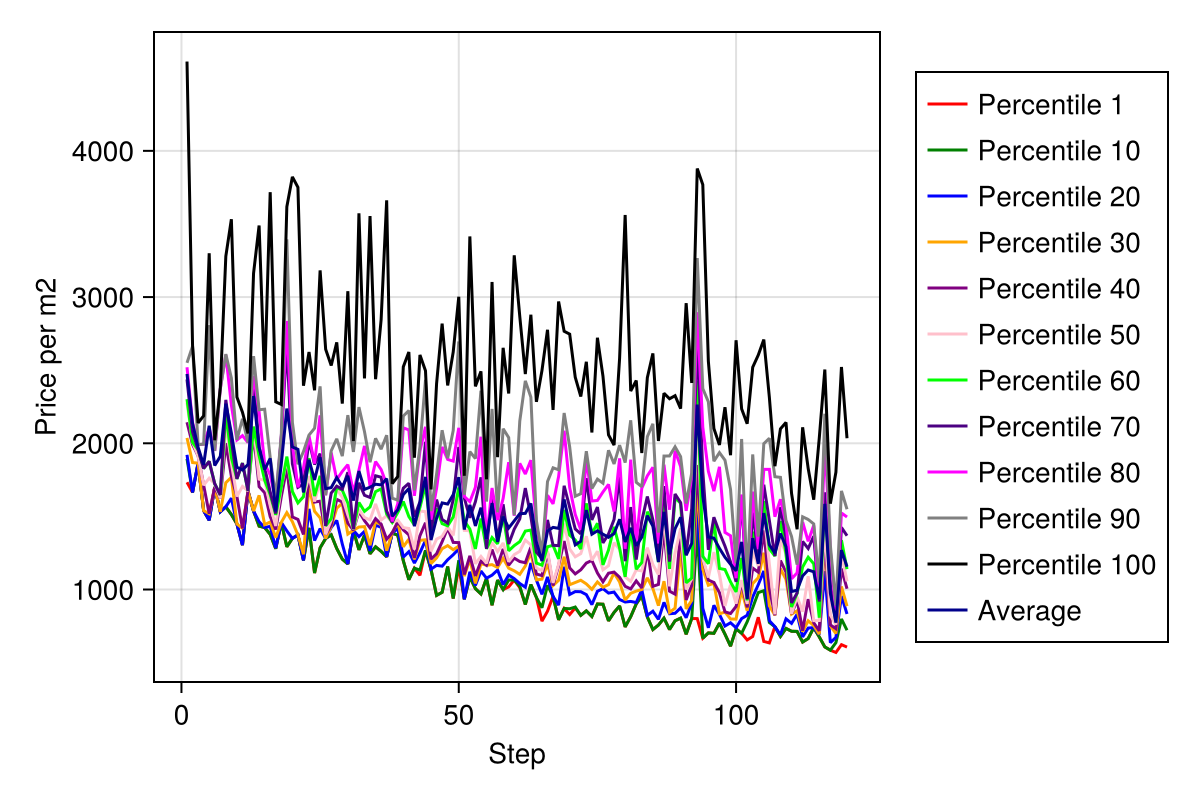 Price per m2
4000
3000
2000
1000
0
50
100
Step
Percentile 1
Percentile 10
Percentile 20
Percentile 30
Percentile 40
Percentile 50
Percentile 60
Percentile 70
Percentile 80
Percentile 90
Percentile 100
Average